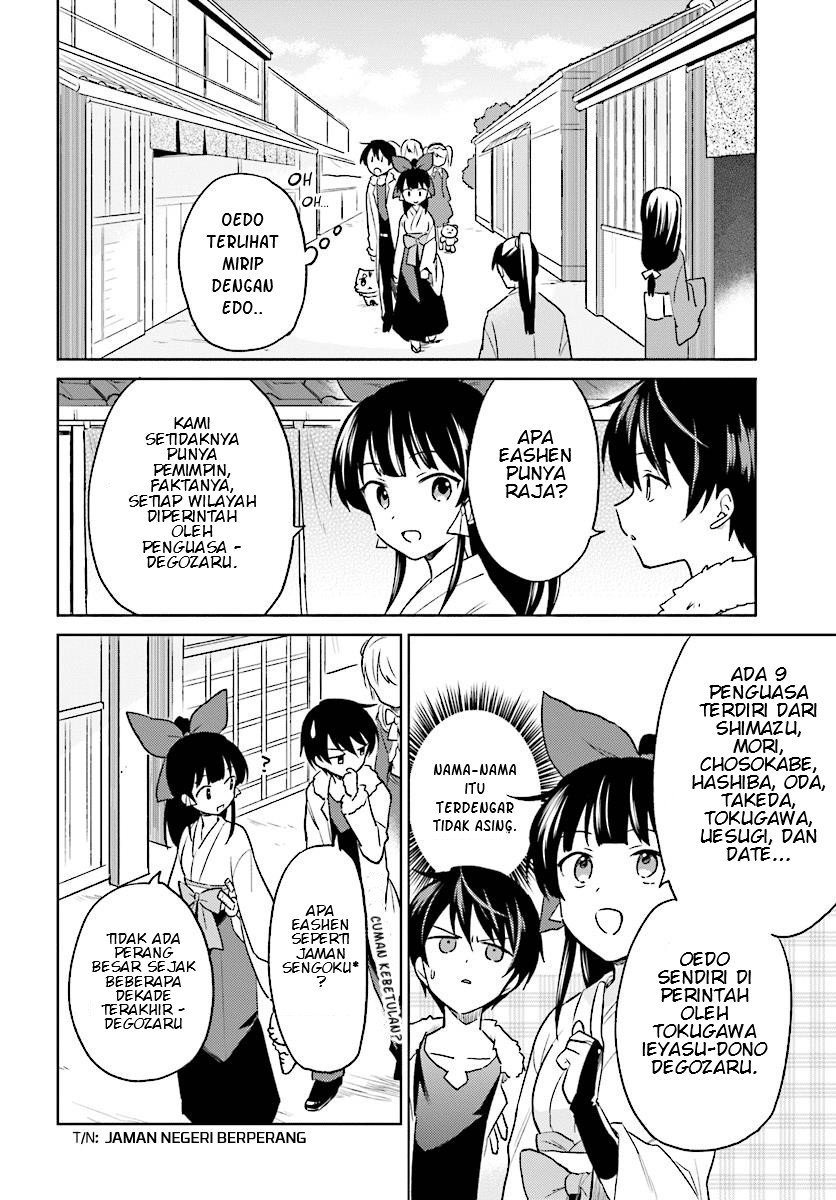 OH
OH...
OEDO
TERLIHAT
MIRIP
DENGAN
EDO..
APA
EASHEN
PUNYA
RAJA?
KAMI
SETIDAKNYA
PUNYA
PEMIMPIN,
FAKTANYA,
SETIAP WILAYAH
DIPERINTAH
OLEH
PENGUASA -
DEGOZARU.
ADA 9
PENGUASA
TERDIRI DARI
SHIMAZU,
MORI,
CHOSOKABE,
HASHIBA, ODA,
TAKEDA,
TOKUGAWA,
UESUGI, DAN
DATE...
NAMA-NAMA
ITU
TERDENGAR
TIDAK ASING.
OEDO
SENDIRI DI
PERINTAH
OLEH
TOKUGAWA
IEYASU-DONO
DEGOZARU.
?
APA
EASHEN
SEPERTI
JAMAN
SENGOKU*
?
CUMAN KEBETULAN?
TIDAK ADA
PERANG
BESAR SEJAK
BEBERAPA
DEKADE
TERAKHIR -
DEGOZARU
T/N: JAMAN NEGERI BERPERANG